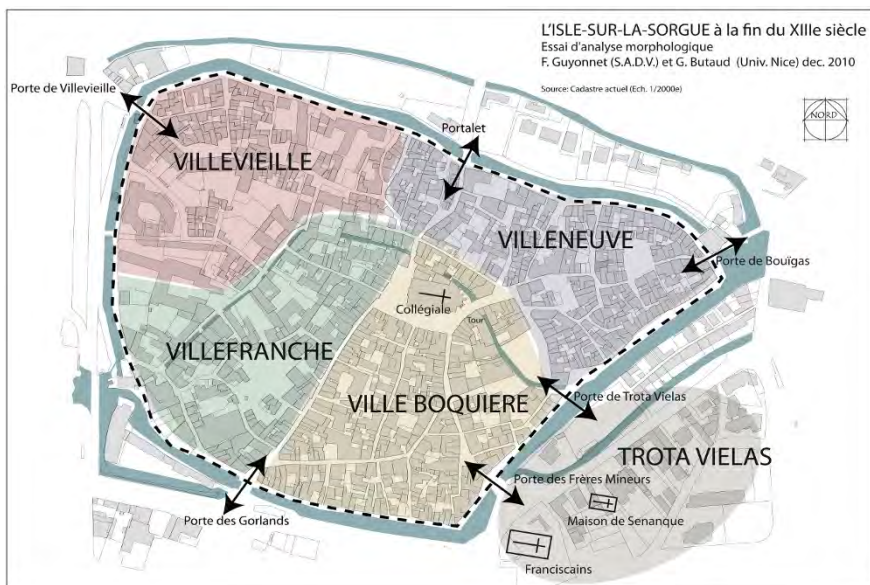 L'ISLE-SUR-LA-SORGUE à la fin du XIIIe siècle
Essai d'analyse morphologique
F. Guyonnet (S.A.D.V.) et G. Butaud (Univ. Nice) dec. 2010
Source: Cadastre actuel (Ech. 1/2000e)
NORD
Porte de Villevieille
Portalet
VILLEVIEILLE
VILLENEUVE
Porte de Bouïgas
Collégiale
Tour
VILLEFRANCHE
VILLE BOQUIERE
Porte de Trota Vielas
TROTA VIELAS
Porte des Frères Mineurs
Maison de Senanque
Porte des Gorlands
Franciscains